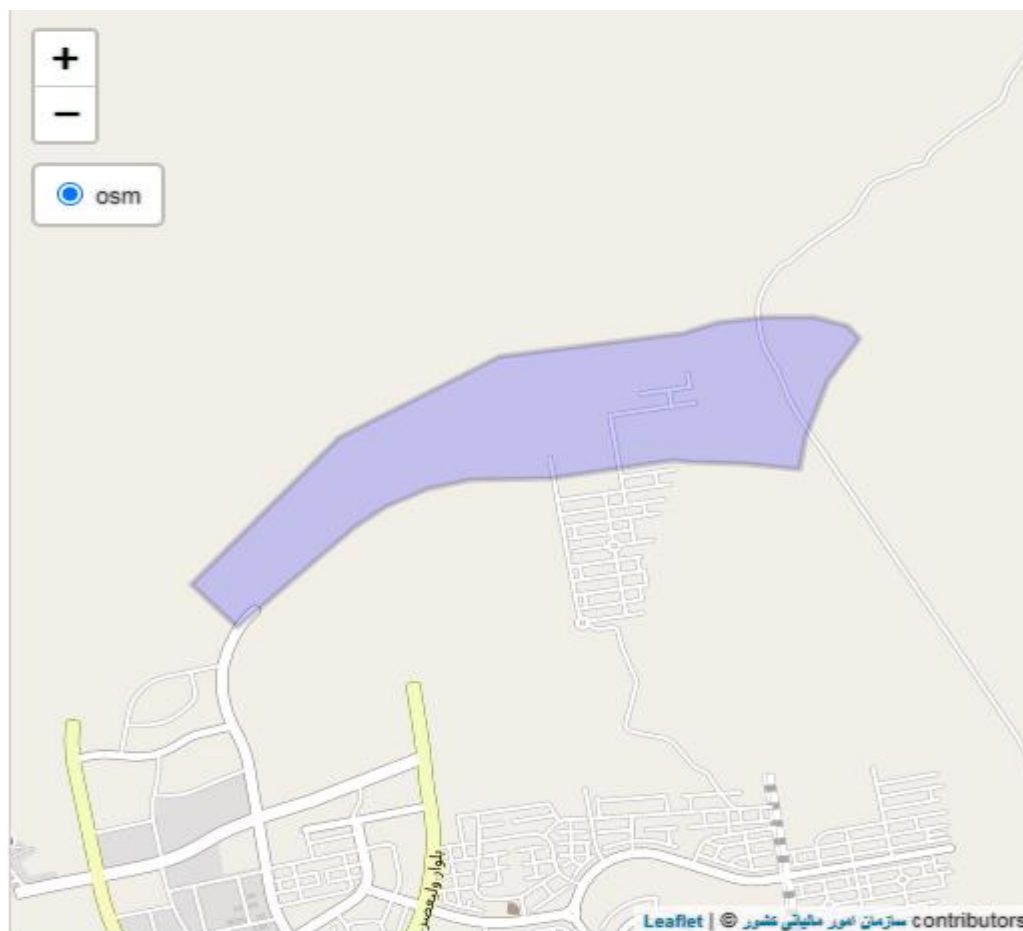 +
−
osm
بلوار ولیعصر
Leaflet | © سازمان امور مالیاتی کشور contributors